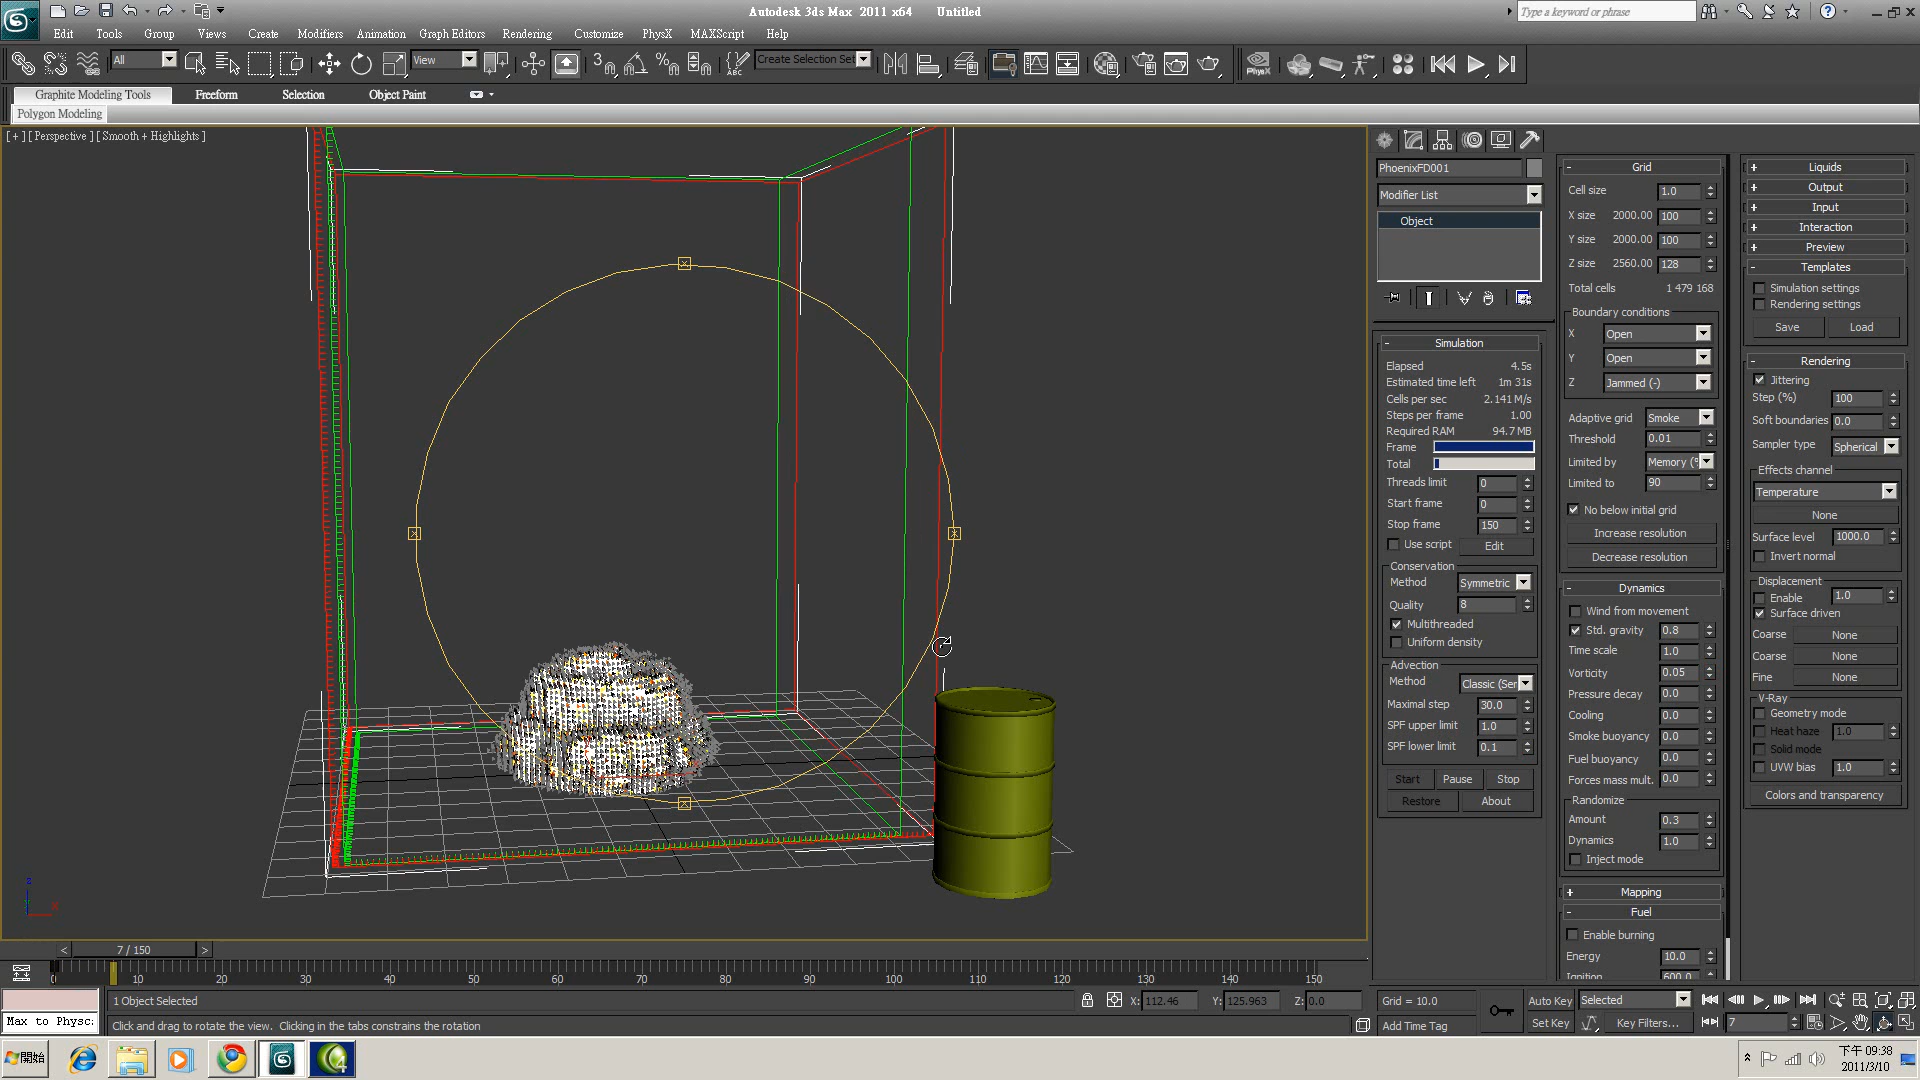 Autodesk 3ds Max 2011 x64 Untitled
Type a keyword or phrase
Edit Tools Group Views Create Modifiers Animation Graph Editors Rendering Customize PhysX MAXScript Help
All
View
Create Selection Set
PhysX
Graphite Modeling Tools Freeform Selection Object Paint
Polygon Modeling
[ + ] [ Perspective ] [ Smooth + Highlights ]
PhoenixFD001
Modifier List
Object
- Simulation
Elapsed 4.5s
Estimated time left 1m 31s
Cells per sec 2.141 M/s
Steps per frame 1.00
Required RAM 94.7 MB
Frame
Total
Threads limit 0
Start frame 0
Stop frame 150
Use script Edit
Conservation
Method Symmetric
Quality 8
Multithreaded
Uniform density
Advection
Method Classic (Ser
Maximal step 30.0
SPF upper limit 1.0
SPF lower limit 0.1
Start Pause Stop
Restore About
- Grid
Cell size 1.0
X size 2000.00 100
Y size 2000.00 100
Z size 2560.00 128
Total cells 1 479 168
Boundary conditions
X Open
Y Open
Z Jammed (-)
Adaptive grid Smoke
Threshold 0.01
Limited by Memory (%
Limited to 90
No below initial grid
Increase resolution
Decrease resolution
- Dynamics
Wind from movement
Std. gravity 0.8
Time scale 1.0
Vorticity 0.05
Pressure decay 0.0
Cooling 0.0
Smoke buoyancy 0.0
Fuel buoyancy 0.0
Forces mass mult. 0.0
Randomize
Amount 0.3
Dynamics 1.0
Inject mode
+ Mapping
- Fuel
Enable burning
Energy 10.0
Ignition 600.0
+ Liquids
+ Output
+ Input
+ Interaction
+ Preview
- Templates
Simulation settings
Rendering settings
Save Load
- Rendering
Jittering
Step (%) 100
Soft boundaries 0.0
Sampler type Spherical
Effects channel
Temperature
None
Surface level 1000.0
Invert normal
Displacement
Enable 1.0
Surface driven
Coarse None
Coarse None
Fine None
V-Ray
Geometry mode
Heat haze 1.0
Solid mode
UVW bias 1.0
Colors and transparency
< 7 / 150 >
0 10 20 30 40 50 60 70 80 90 100 110 120 130 140 150
1 Object Selected X: 112.46 Y: 125.963 Z: 0.0 Grid = 10.0 Auto Key Selected
Max to Physc: Click and drag to rotate the view. Clicking in the tabs constrains the rotation Add Time Tag Set Key Key Filters... 7
開始
下午 09:38
2011/3/10